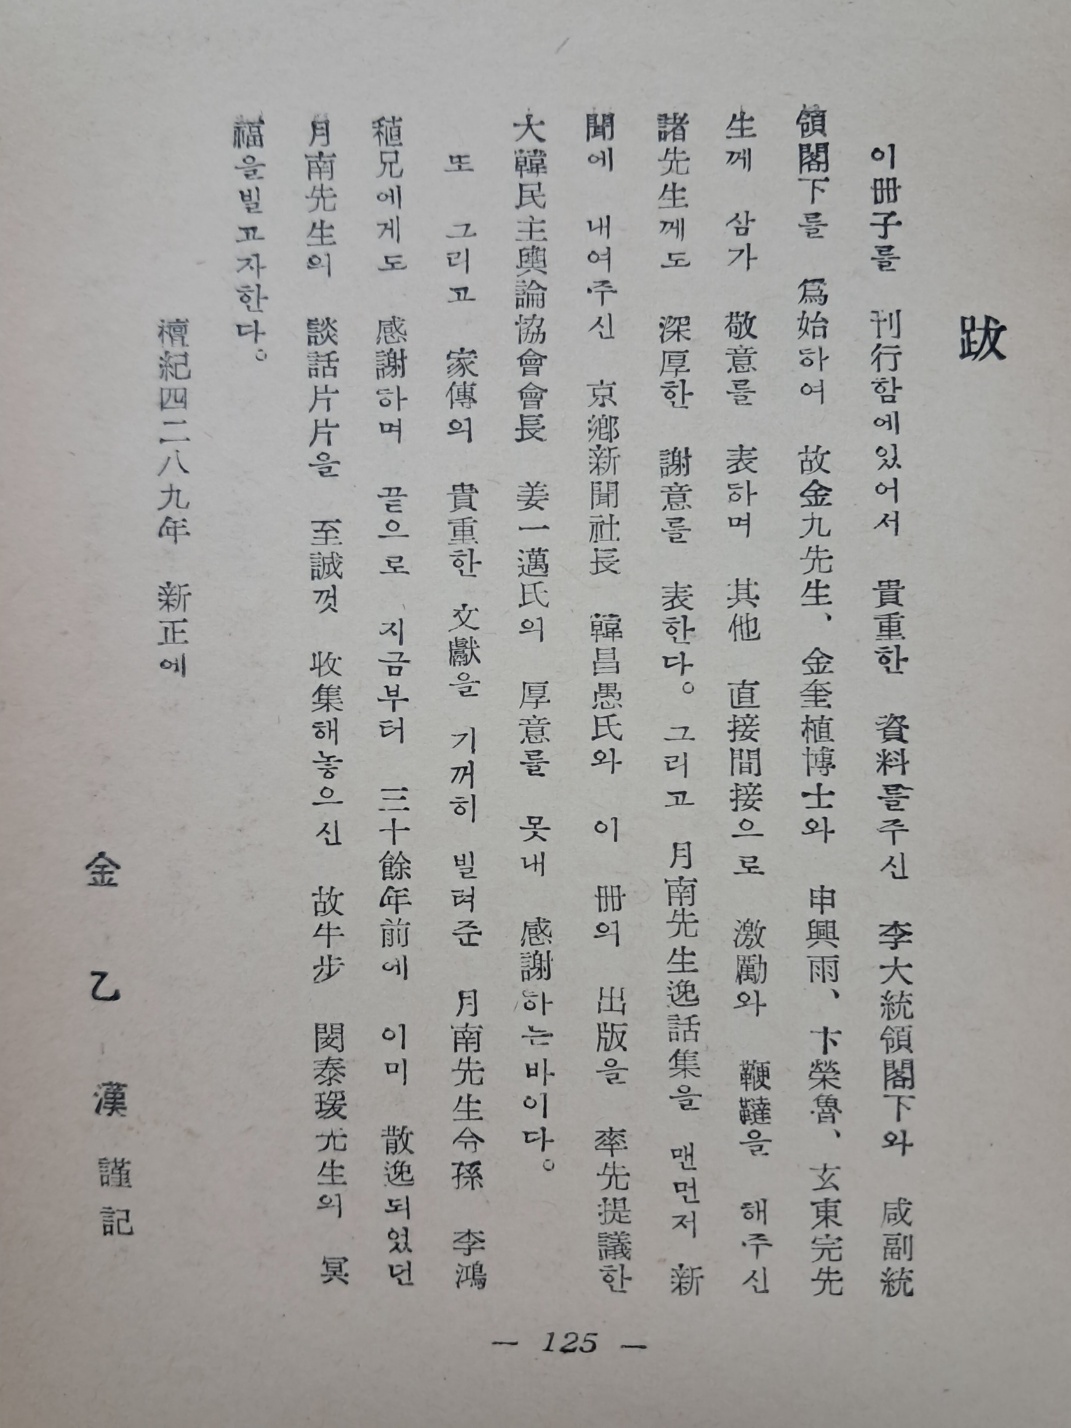 跋
이冊子를 刊行함에있어서 貴重한 資料를주신 李大統領閣下와 咸副統
領閣下를 爲始하여 故金九先生、金奎植博士와 申興雨、卞榮魯、玄東完先
生께 삼가 敬意를 表하며 其他 直接間接으로 激勵와 鞭韃을 해주신
諸先生께도 深厚한 謝意를 表한다。그리고 月南先生逸話集을 맨먼저 新
聞에 내여주신 京鄕新聞社長 韓昌愚氏와 이 冊의 出版을 率先提議한
大韓民主輿論協會會長 姜一邁氏의 厚意를 못내 感謝하는바이다。
또 그리고 家傳의 貴重한 文獻을 기꺼히 빌려준 月南先生令孫 李鴻
稙兄에게도 感謝하며 끝으로 지금부터 三十餘年前에 이미 散逸되었던
月南先生의 談話片片을 至誠껏 收集해놓으신 故牛步 閔泰瑗先生의 冥
福을빌고자한다。
檀紀四二八九年 新正에
金乙漢 謹記
— 125 —